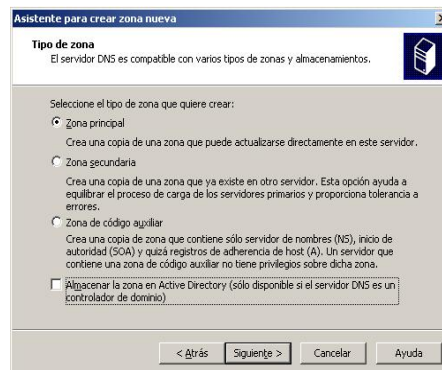 Asistente para crear zona nueva
Tipo de zona
El servidor DNS es compatible con varios tipos de zonas y almacenamientos.
Seleccione el tipo de zona que quiere crear:
Zona principal
Crea una copia de una zona que puede actualizarse directamente en este servidor.
Zona secundaria
Crea una copia de una zona que ya existe en otro servidor. Esta opción ayuda a
equilibrar el proceso de carga de los servidores primarios y proporciona tolerancia a
errores.
Zona de código auxiliar
Crea una copia de zona que contiene sólo servidor de nombres (NS), inicio de
autoridad (SOA) y quizá registros de adherencia de host (A). Un servidor que
contiene una zona de código auxiliar no tiene privilegios sobre dicha zona.
Almacenar la zona en Active Directory (sólo disponible si el servidor DNS es un
controlador de dominio)
< Atrás Siguiente > Cancelar Ayuda